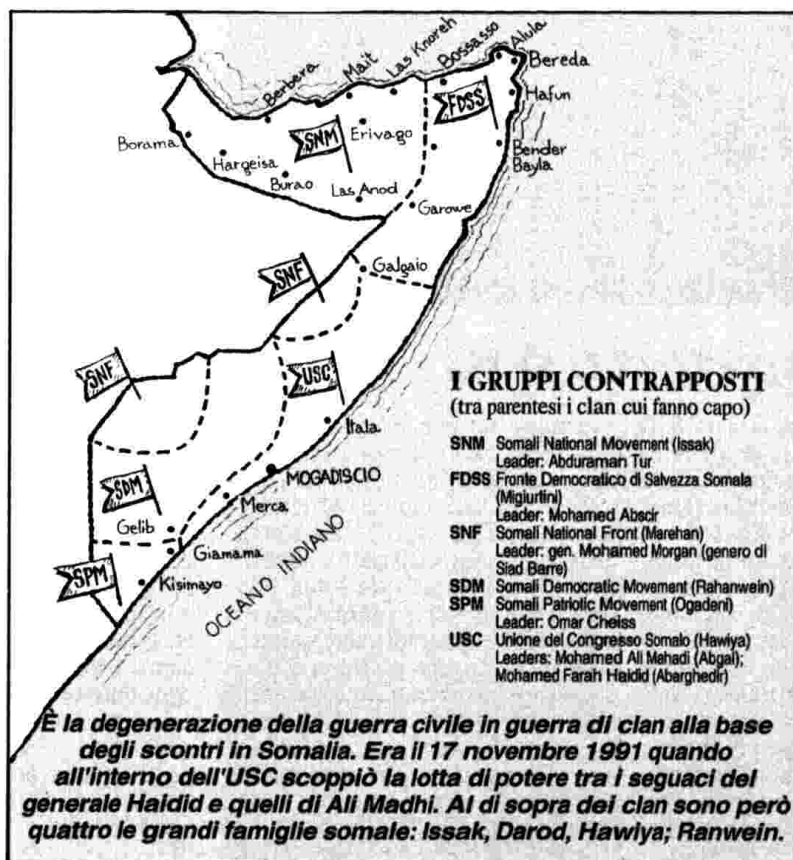 Alula
Bossasso
Las Knoreh
Mait
Berbera
Bereda
Hafun
FDSS
SNM
Erivago
Borama
Hargeisa
Burao
Las Anod
Bender
Bayla
Garowe
Galgaio
SNF
SNF
USC
Itala
MOGADISCIO
SDM
Merca
Gelib
Giamama
SPM
Kisimayo
OCEANO INDIANO
I GRUPPI CONTRAPPOSTI
(tra parentesi i clan cui fanno capo)
SNM Somali National Movement (Issak)
Leader: Abduraman Tur
FDSS Fronte Democratico di Salvezza Somala
(Migiurtini)
Leader: Mohamed Abscir
SNF Somali National Front (Marehan)
Leader: gen. Mohamed Morgan (genero di
Siad Barre)
SDM Somali Democratic Movement (Rahanwein)
SPM Somali Patriotic Movement (Ogadeni)
Leader: Omar Cheiss
USC Unione del Congresso Somalo (Hawiya)
Leaders: Mohamed Ali Mahadi (Abgal);
Mohamed Farah Haidid (Aberghedir)
È la degenerazione della guerra civile in guerra di clan alla base
degli scontri in Somalia. Era il 17 novembre 1991 quando
all'interno dell'USC scoppiò la lotta di potere tra i seguaci del
generale Haidid e quelli di Ali Madhi. Al di sopra dei clan sono però
quattro le grandi famiglie somale: Issak, Darod, Hawiya; Ranwein.